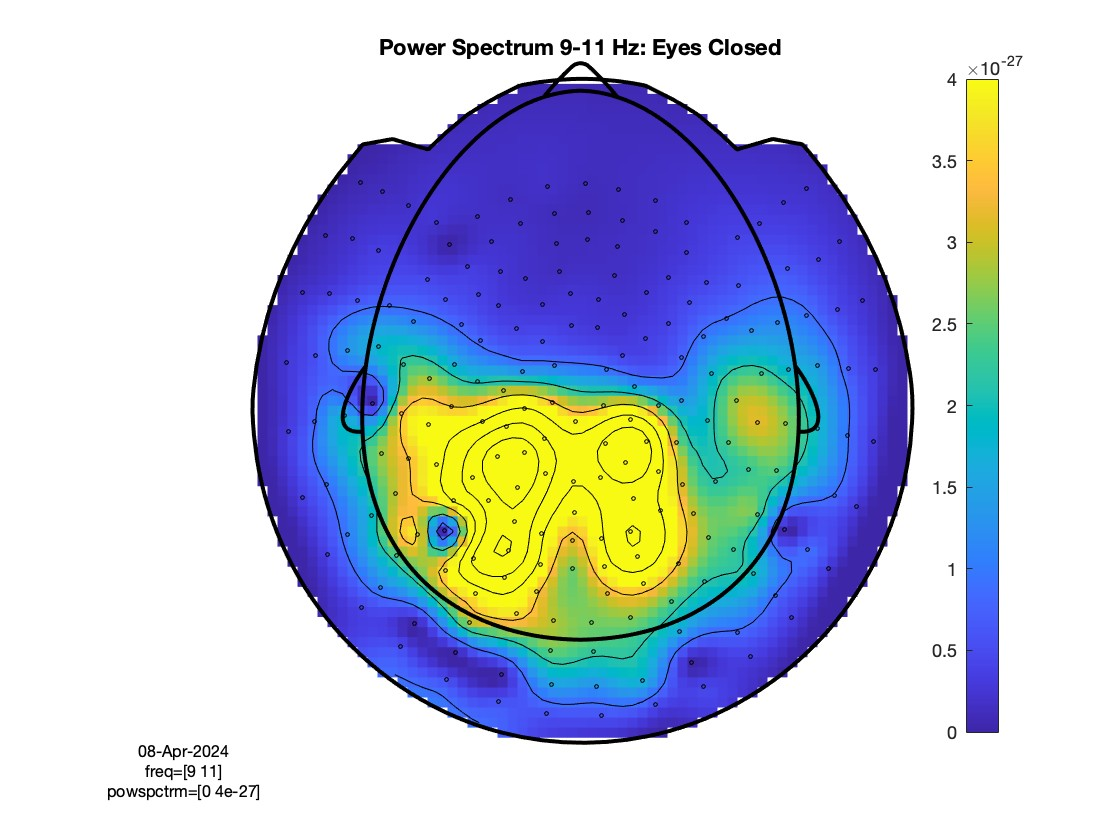 Power Spectrum 9-11 Hz: Eyes Closed
×10-27
4
3.5
3
2.5
2
1.5
1
0.5
0
08-Apr-2024
freq=[9 11]
powspctrm=[0 4e-27]